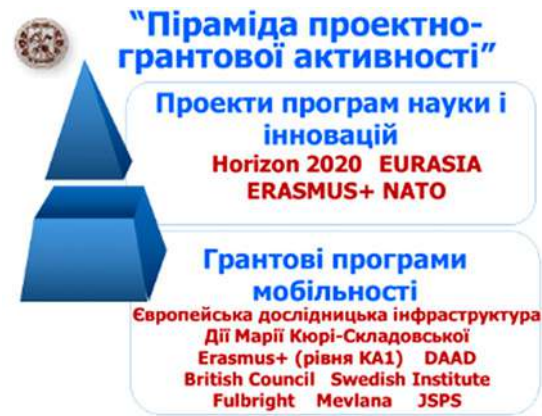 “Піраміда проектно-
грантової активності”
Проекти програм науки і
інновацій
Horizon 2020 EURASIA
ERASMUS+ NATO
Грантові програми
мобільності
Європейська дослідницька інфраструктура
Дії Марії Кюрі-Складовської
Erasmus+ (рівня КА1) DAAD
British Council Swedish Institute
Fulbright Mevlana JSPS